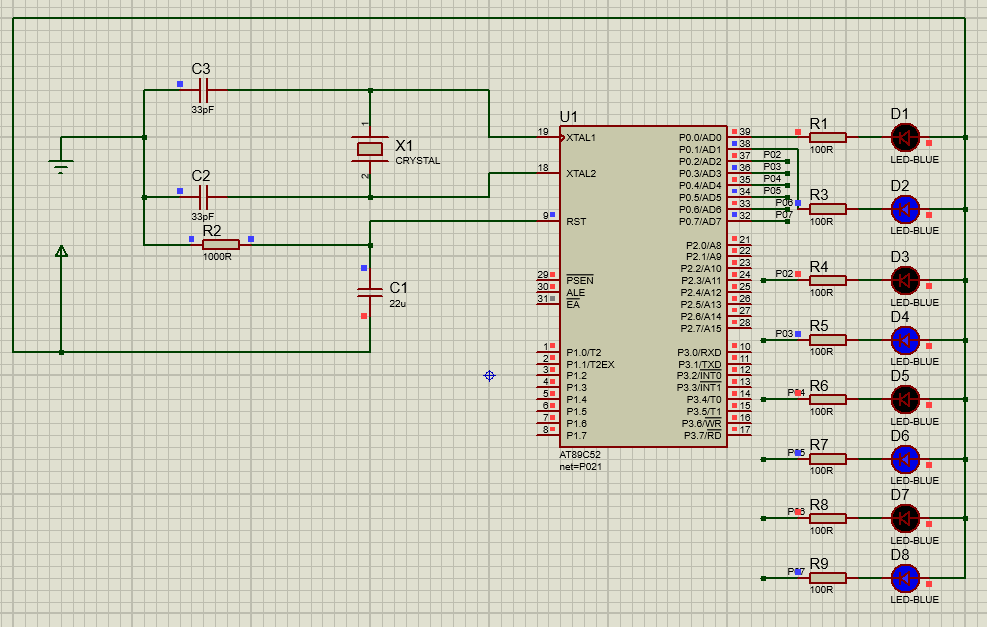 C3
33pF
C2
33pF
R2
1000R
X1
CRYSTAL
1
2
C1
22u
U1
19 XTAL1
18 XTAL2
9 RST
29 PSEN
30 ALE
31 EA
1 P1.0/T2
2 P1.1/T2EX
3 P1.2
4 P1.3
5 P1.4
6 P1.5
7 P1.6
8 P1.7
P0.0/AD0 39
P0.1/AD1 38
P0.2/AD2 37 P02
P0.3/AD3 36 P03
P0.4/AD4 35 P04
P0.5/AD5 34 P05
P0.6/AD6 33 P06
P0.7/AD7 32 P07
P2.0/A8 21
P2.1/A9 22
P2.2/A10 23
P2.3/A11 24
P2.4/A12 25
P2.5/A13 26
P2.6/A14 27
P2.7/A15 28
P3.0/RXD 10
P3.1/TXD 11
P3.2/INT0 12
P3.3/INT1 13
P3.4/T0 14
P3.5/T1 15
P3.6/WR 16
P3.7/RD 17
AT89C52
net=P021
R1
100R
D1
LED-BLUE
R3
100R
D2
LED-BLUE
P02
R4
100R
D3
LED-BLUE
P03
R5
100R
D4
LED-BLUE
P04
R6
100R
D5
LED-BLUE
P05
R7
100R
D6
LED-BLUE
P06
R8
100R
D7
LED-BLUE
P07
R9
100R
D8
LED-BLUE